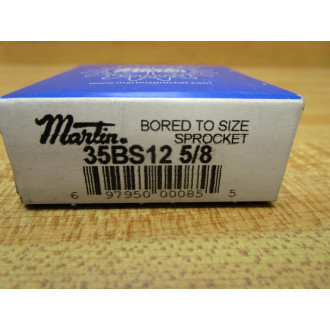 Martin
BORED TO SIZE
SPROCKET
35BS12 5/8
6 97950 00085 5